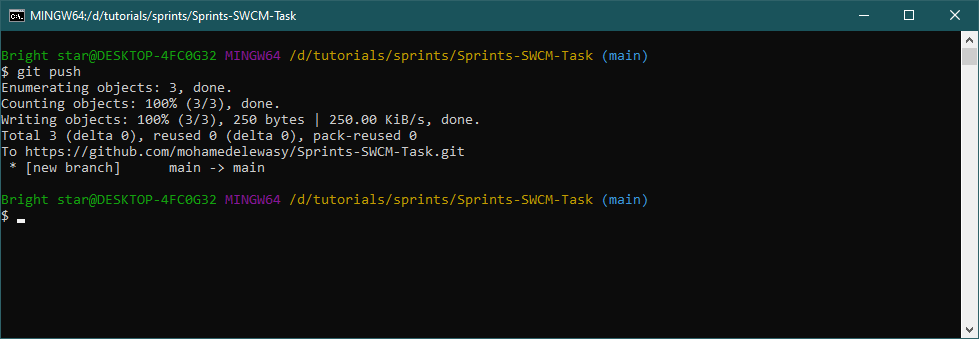 MINGW64:/d/tutorials/sprints/Sprints-SWCM-Task
Bright star@DESKTOP-4FC0G32 MINGW64 /d/tutorials/sprints/Sprints-SWCM-Task (main)
$ git push
Enumerating objects: 3, done.
Counting objects: 100% (3/3), done.
Writing objects: 100% (3/3), 250 bytes | 250.00 KiB/s, done.
Total 3 (delta 0), reused 0 (delta 0), pack-reused 0
To https://github.com/mohamedelewasy/Sprints-SWCM-Task.git
 * [new branch]      main -> main
Bright star@DESKTOP-4FC0G32 MINGW64 /d/tutorials/sprints/Sprints-SWCM-Task (main)
$